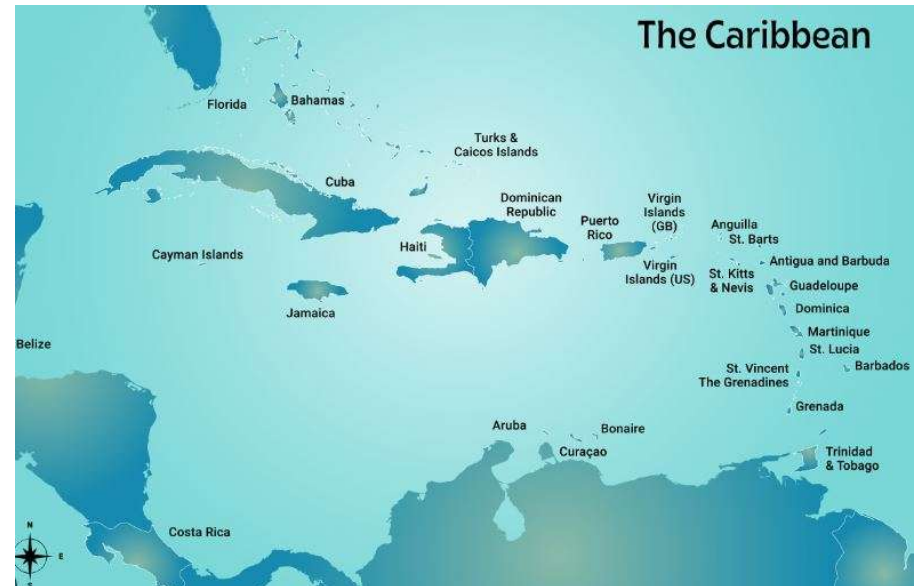 The Caribbean
Florida
Bahamas
Turks &
Caicos Islands
Cuba
Dominican
Republic
Virgin
Islands
(GB)
Puerto
Rico
Anguilla
St. Barts
Haiti
Cayman Islands
Virgin
Islands (US)
St. Kitts
& Nevis
Antigua and Barbuda
Guadeloupe
Jamaica
Dominica
Martinique
Belize
St. Lucia
St. Vincent
The Grenadines
Barbados
Grenada
Aruba
Bonaire
Curaçao
Trinidad
& Tobago
Costa Rica
N
E
S